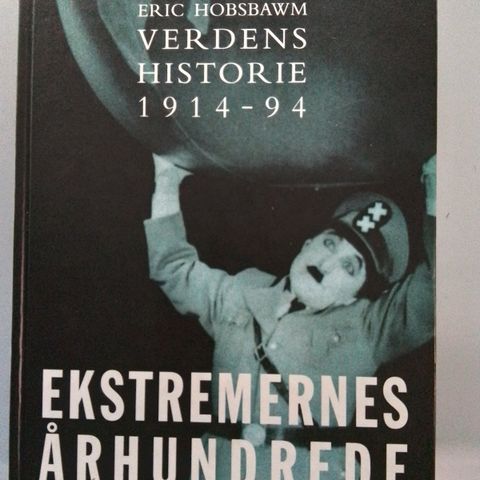 ERIC HOBSBAWM
VERDENS
HISTORIE
1914-94
EKSTREMERNES
ÅRHUNDREDE